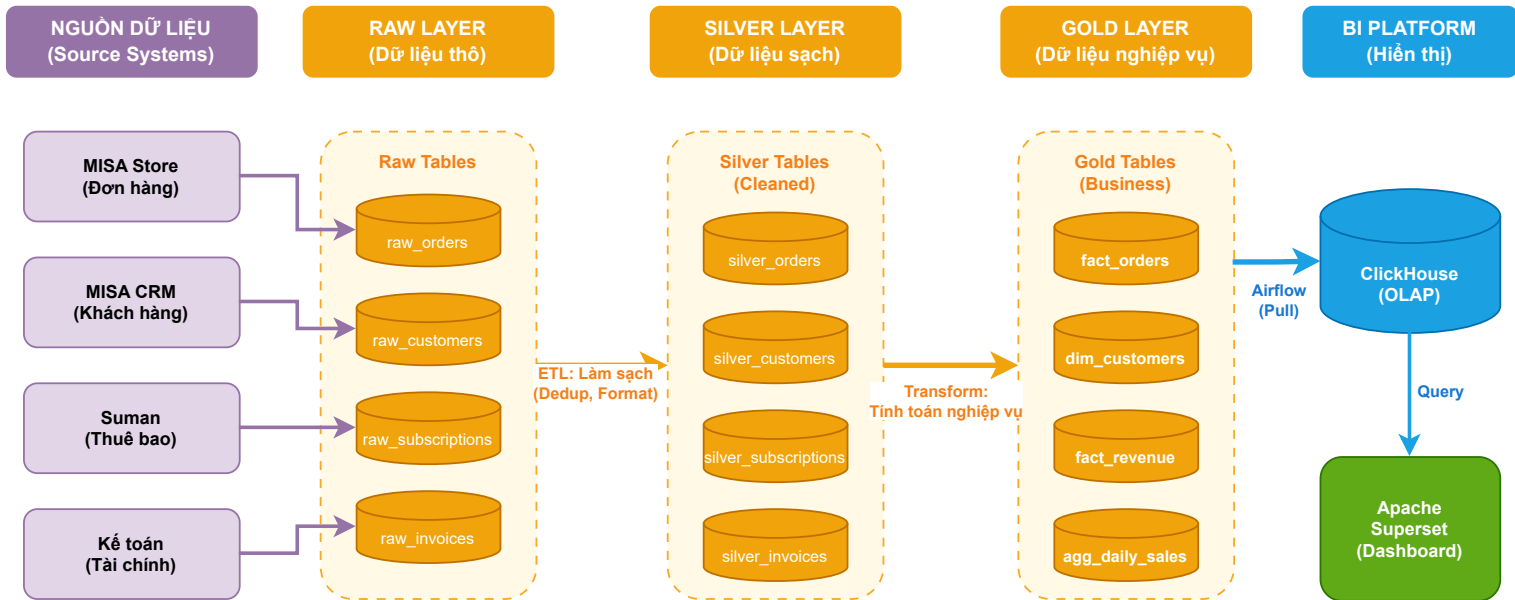 NGUỒN DỮ LIỆU
(Source Systems)
RAW LAYER
(Dữ liệu thô)
SILVER LAYER
(Dữ liệu sạch)
GOLD LAYER
(Dữ liệu nghiệp vụ)
BI PLATFORM
(Hiển thị)
MISA Store
(Đơn hàng)
MISA CRM
(Khách hàng)
Suman
(Thuê bao)
Kế toán
(Tài chính)
Raw Tables
raw_orders
raw_customers
raw_subscriptions
raw_invoices
ETL: Làm sạch
(Dedup, Format)
Silver Tables
(Cleaned)
silver_orders
silver_customers
silver_subscriptions
silver_invoices
Transform:
Tính toán nghiệp vụ
Gold Tables
(Business)
fact_orders
dim_customers
fact_revenue
agg_daily_sales
Airflow
(Pull)
ClickHouse
(OLAP)
Query
Apache
Superset
(Dashboard)